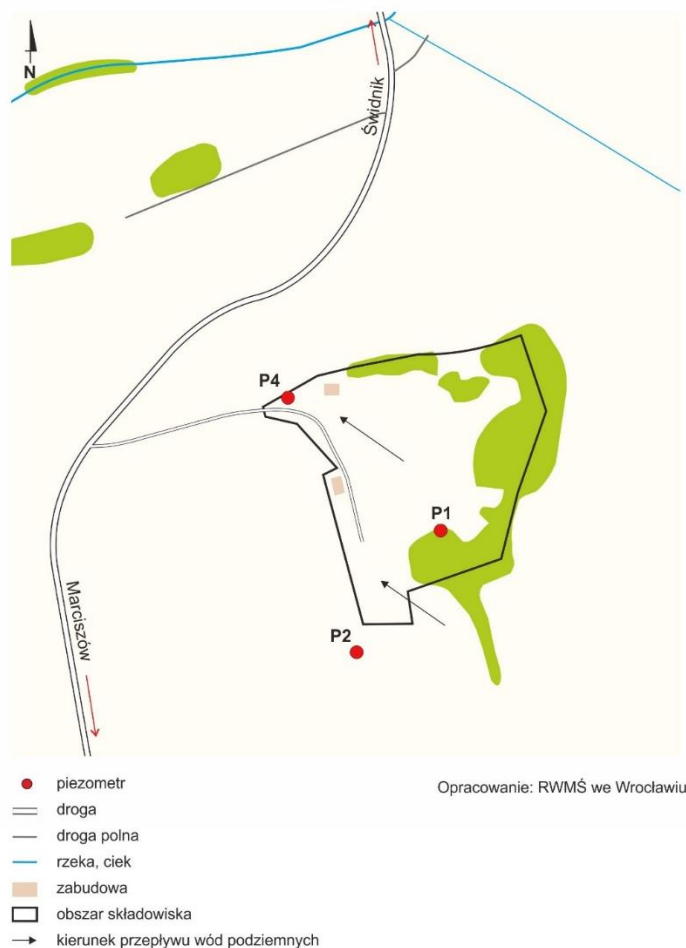 N
Świdnik
P4
P1
Marciszów
P2
piezometr
Opracowanie: RWMŚ we Wrocławiu
droga
droga polna
rzeka, ciek
zabudowa
obszar składowiska
kierunek przepływu wód podziemnych